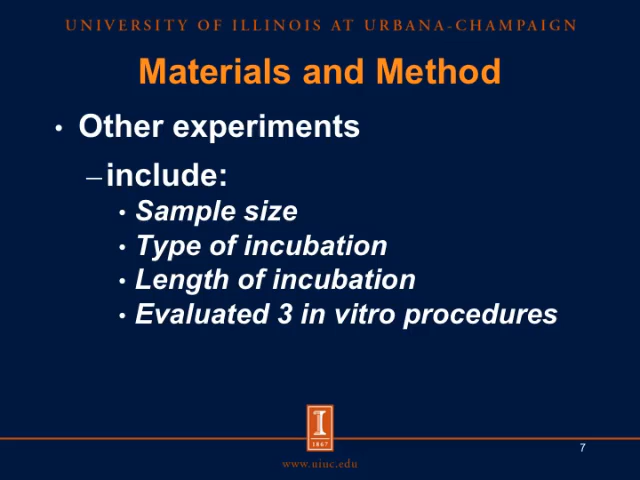 UNIVERSITY OF ILLINOIS AT URBANA-CHAMPAIGN
Materials and Method
• Other experiments
– include:
• Sample size
• Type of incubation
• Length of incubation
• Evaluated 3 in vitro procedures
I
1867
7
www.uiuc.edu